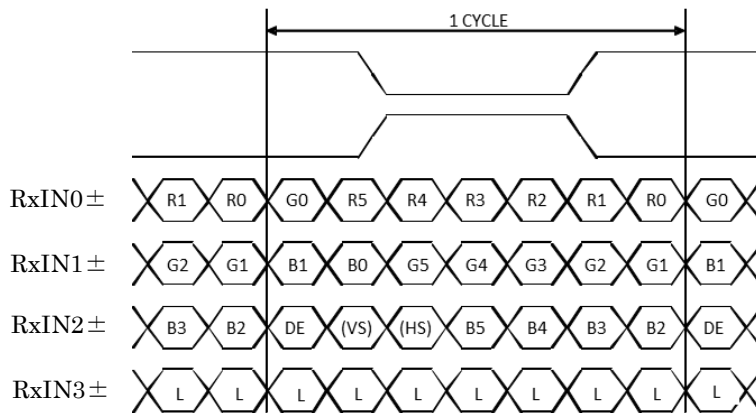 1 CYCLE
RxIN0± R1 R0 G0 R5 R4 R3 R2 R1 R0 G0
RxIN1± G2 G1 B1 B0 G5 G4 G3 G2 G1 B1
RxIN2± B3 B2 DE (VS) (HS) B5 B4 B3 B2 DE
RxIN3± L L L L L L L L L L